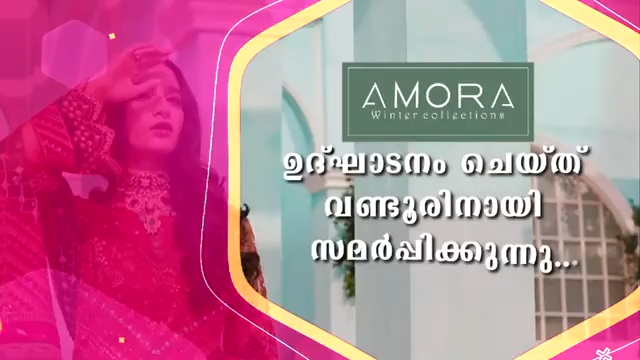 AMORA
Winter collections
ഉദ്ഘാടനം ചെയ്ത്
വണ്ടൂരിനായി
സമർപ്പിക്കുന്നു...